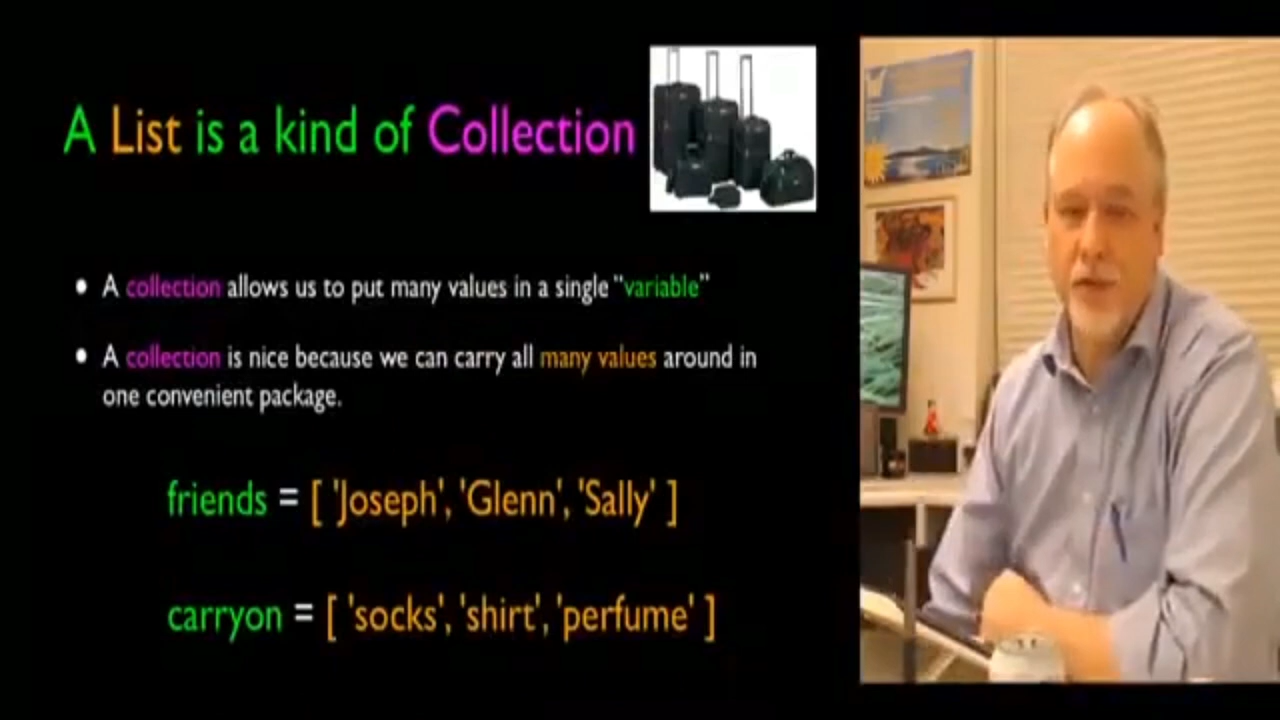 A List is a kind of Collection
• A collection allows us to put many values in a single “variable”
• A collection is nice because we can carry all many values around in
one convenient package.
friends = [ 'Joseph', 'Glenn', 'Sally' ]
carryon = [ 'socks', 'shirt', 'perfume' ]